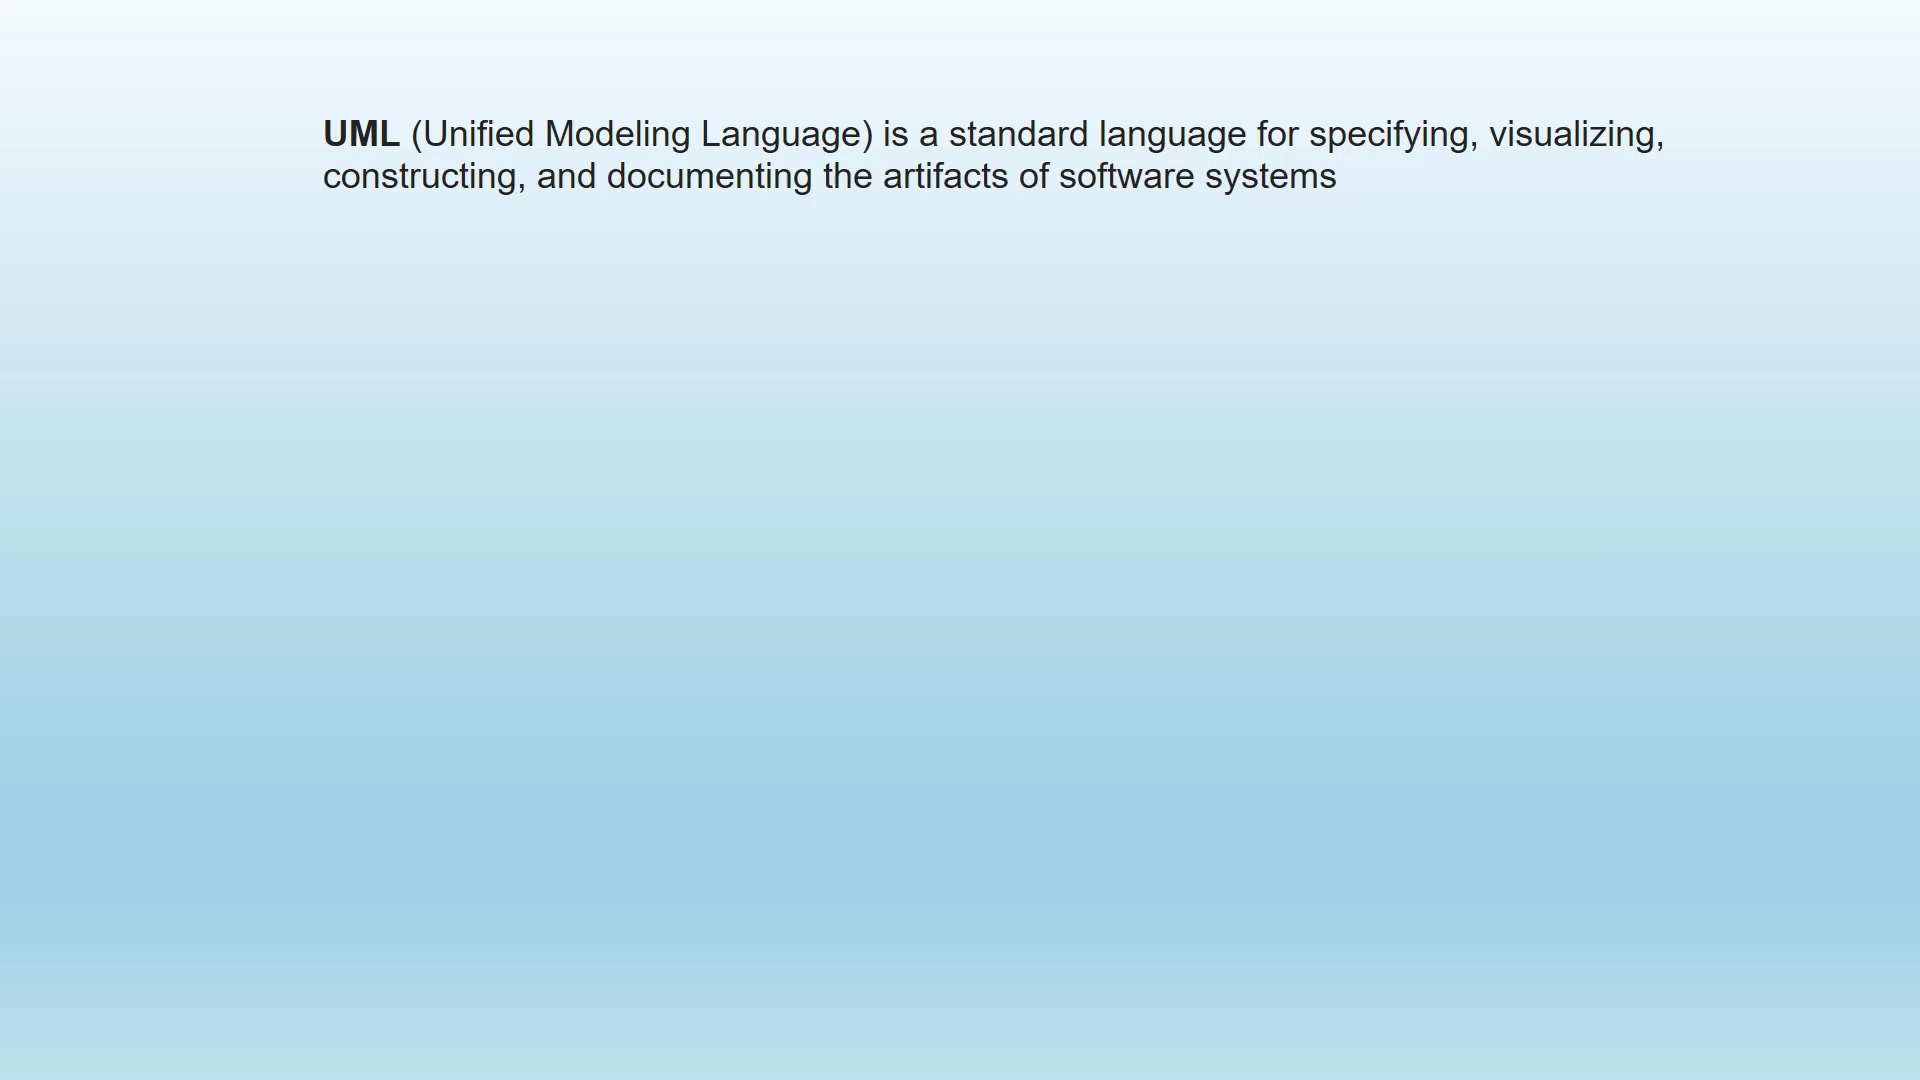 UML (Unified Modeling Language) is a standard language for specifying, visualizing,
constructing, and documenting the artifacts of software systems